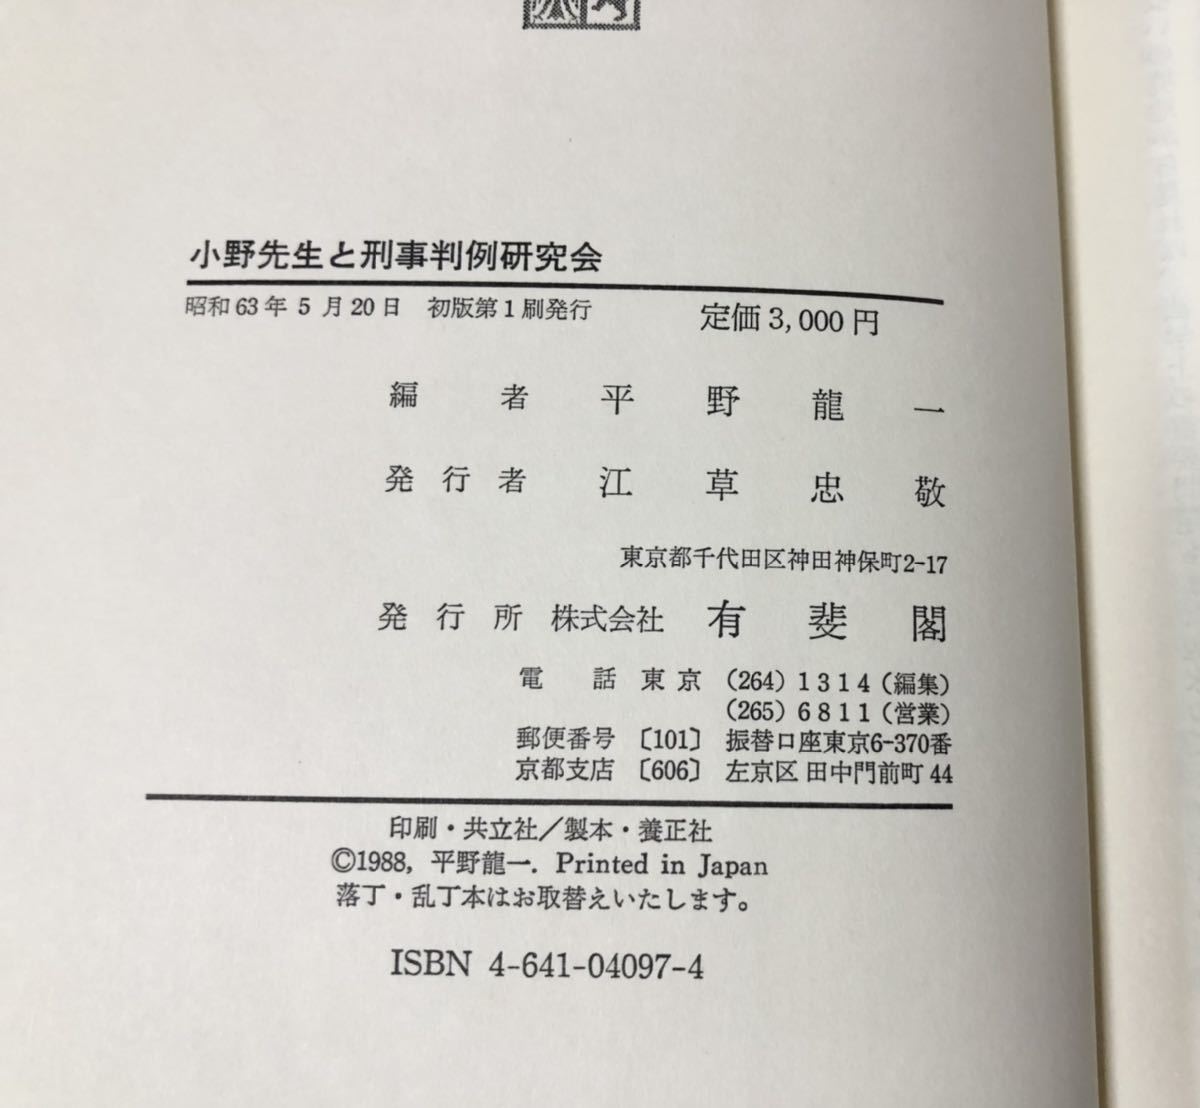 小野先生と刑事判例研究会
昭和63年5月20日 初版第1刷発行 定価3,000円
編者 平野龍一
発行者 江草忠敬
東京都千代田区神田神保町2-17
発行所 株式会社 有斐閣
電話 東京 (264)1314(編集)
(265)6811(営業)
郵便番号〔101〕振替口座東京6-370番
京都支店〔606〕左京区田中門前町44
印刷・共立社/製本・養正社
©1988, 平野龍一. Printed in Japan
落丁・乱丁本はお取替えいたします。
ISBN 4-641-04097-4